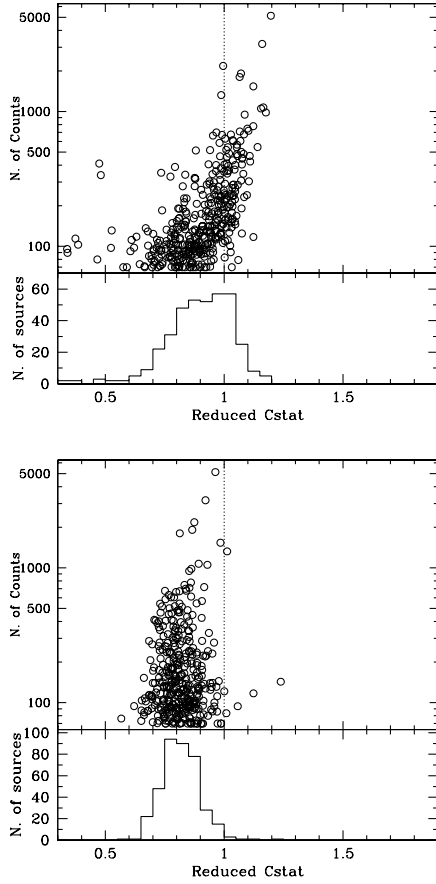 5000
1000
500
100
N. of Counts
60
40
20
0
N. of sources
0.5 1 1.5
Reduced Cstat
5000
1000
500
100
N. of Counts
100
80
60
40
20
0
N. of sources
0.5 1 1.5
Reduced Cstat